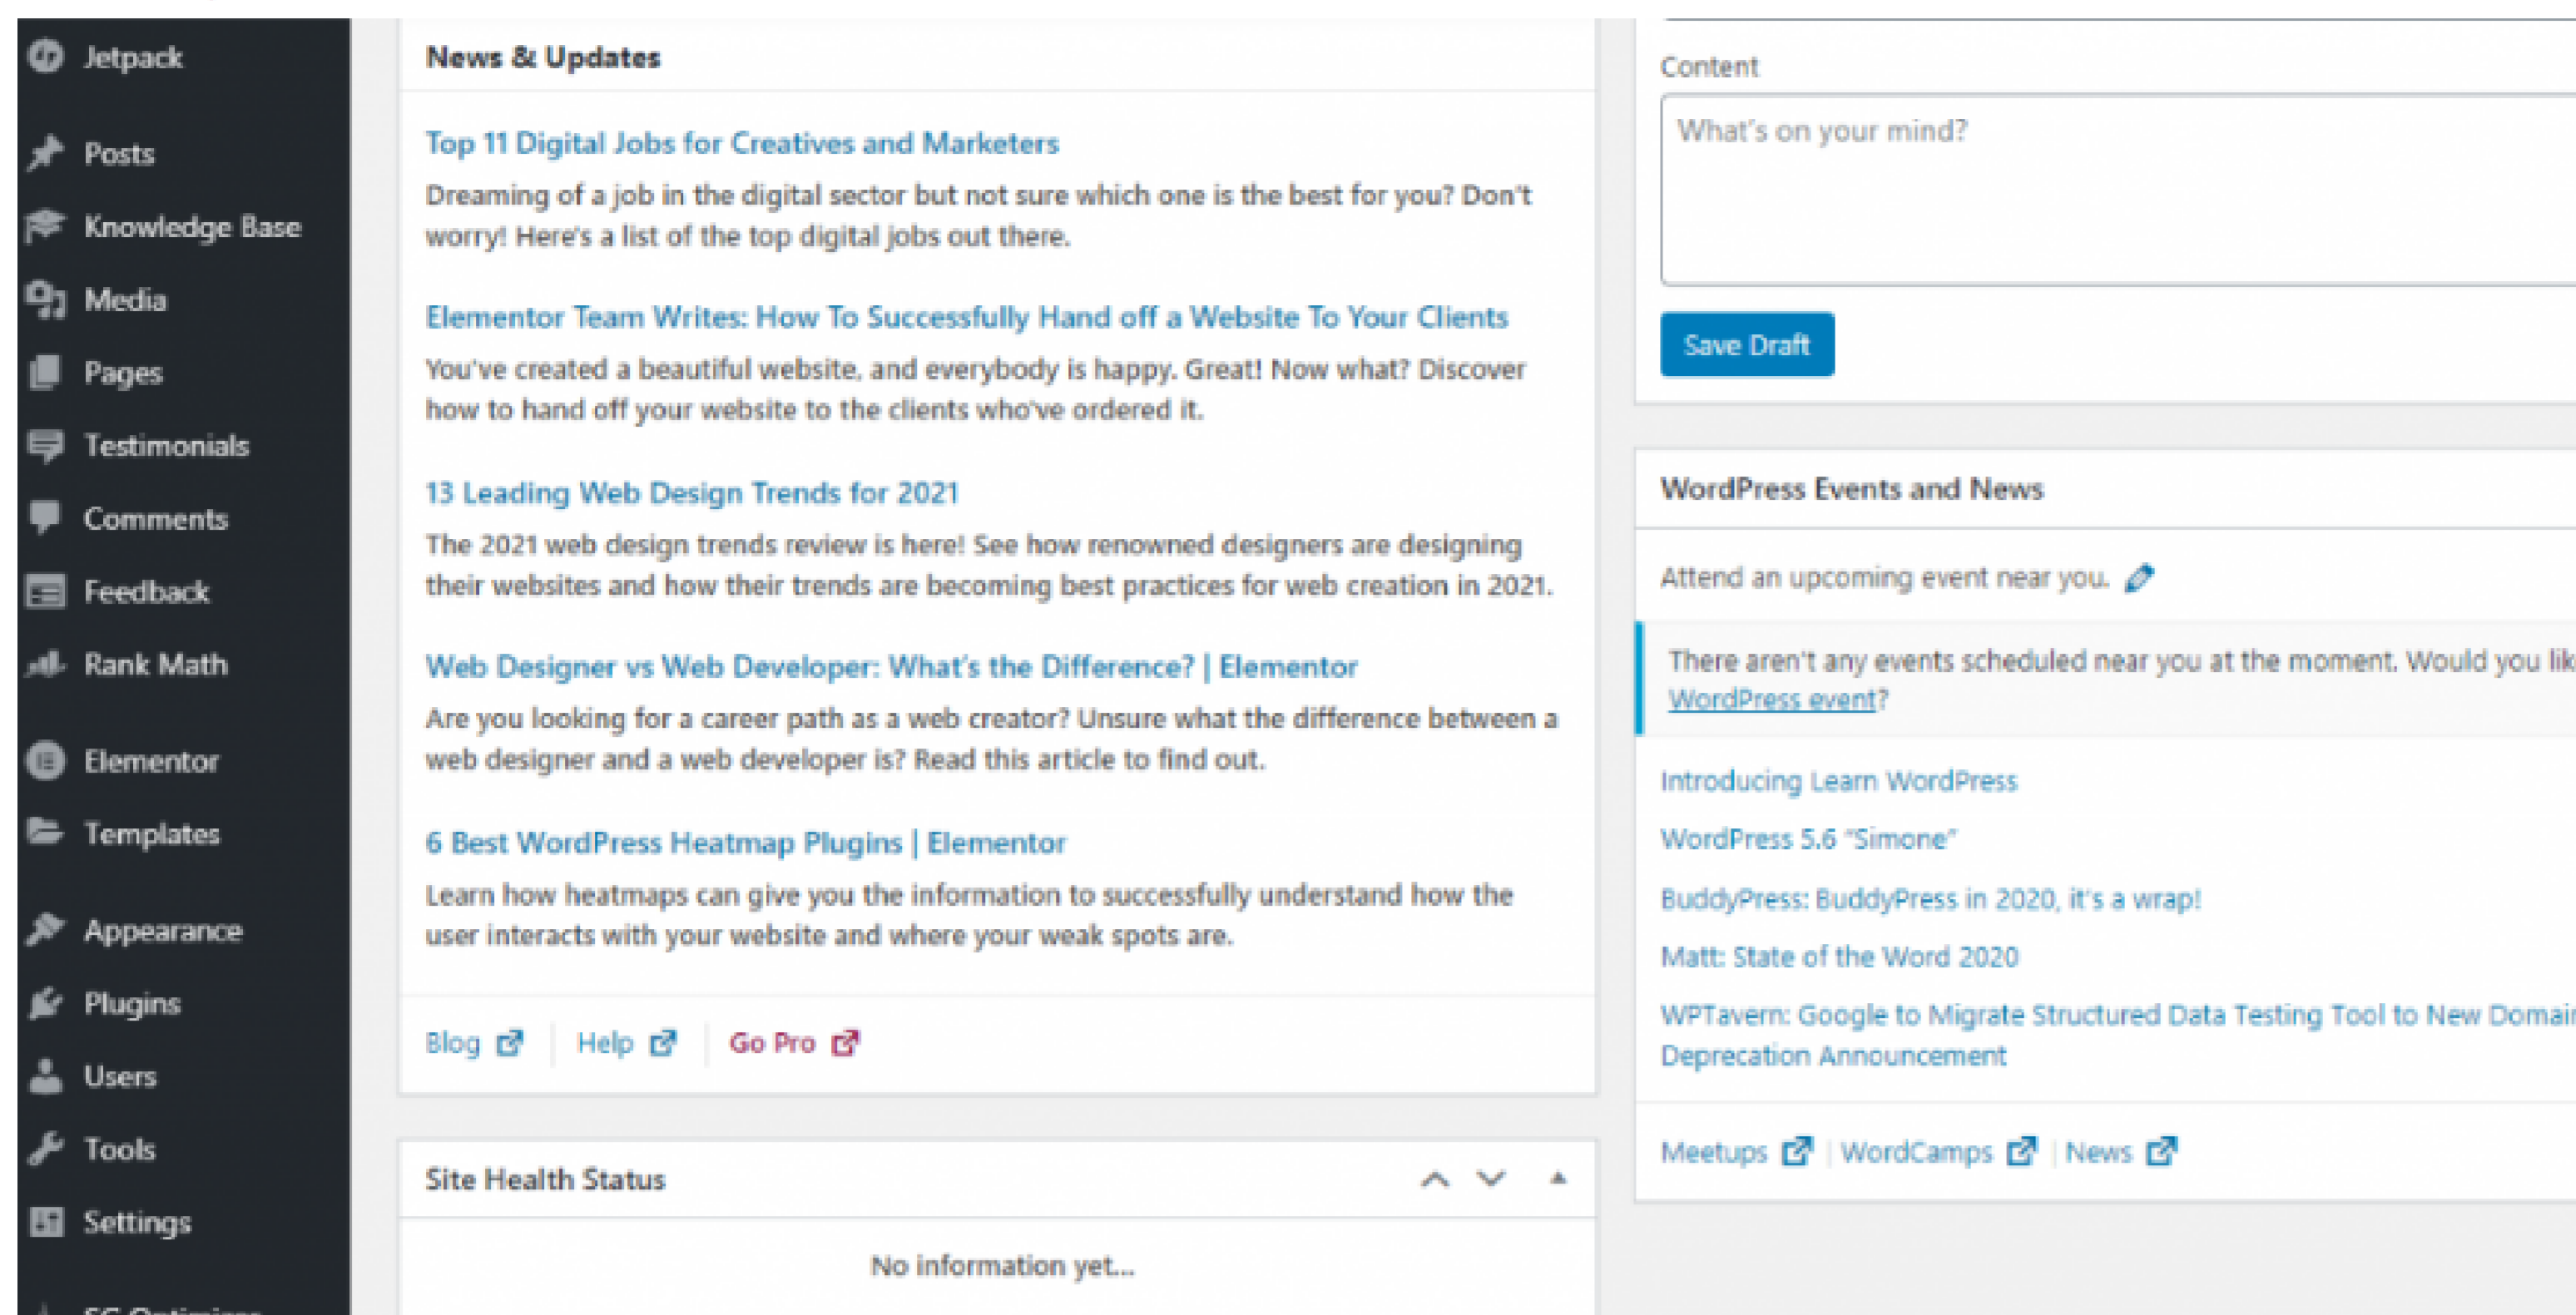 Jetpack
Posts
Knowledge Base
Media
Pages
Testimonials
Comments
Feedback
Rank Math
Elementor
Templates
Appearance
Plugins
Users
Tools
Settings
News & Updates
Top 11 Digital Jobs for Creatives and Marketers
Dreaming of a job in the digital sector but not sure which one is the best for you? Don't
worry! Here's a list of the top digital jobs out there.
Elementor Team Writes: How To Successfully Hand off a Website To Your Clients
You've created a beautiful website, and everybody is happy. Great! Now what? Discover
how to hand off your website to the clients who've ordered it.
13 Leading Web Design Trends for 2021
The 2021 web design trends review is here! See how renowned designers are designing
their websites and how their trends are becoming best practices for web creation in 2021.
Web Designer vs Web Developer: What's the Difference? | Elementor
Are you looking for a career path as a web creator? Unsure what the difference between a
web designer and a web developer is? Read this article to find out.
6 Best WordPress Heatmap Plugins | Elementor
Learn how heatmaps can give you the information to successfully understand how the
user interacts with your website and where your weak spots are.
Blog | Help | Go Pro
Site Health Status
No information yet...
Content
What's on your mind?
Save Draft
WordPress Events and News
Attend an upcoming event near you.
There aren't any events scheduled near you at the moment. Would you lik
WordPress event?
Introducing Learn WordPress
WordPress 5.6 “Simone”
BuddyPress: BuddyPress in 2020, it's a wrap!
Matt: State of the Word 2020
WPTavern: Google to Migrate Structured Data Testing Tool to New Domain
Deprecation Announcement
Meetups | WordCamps | News